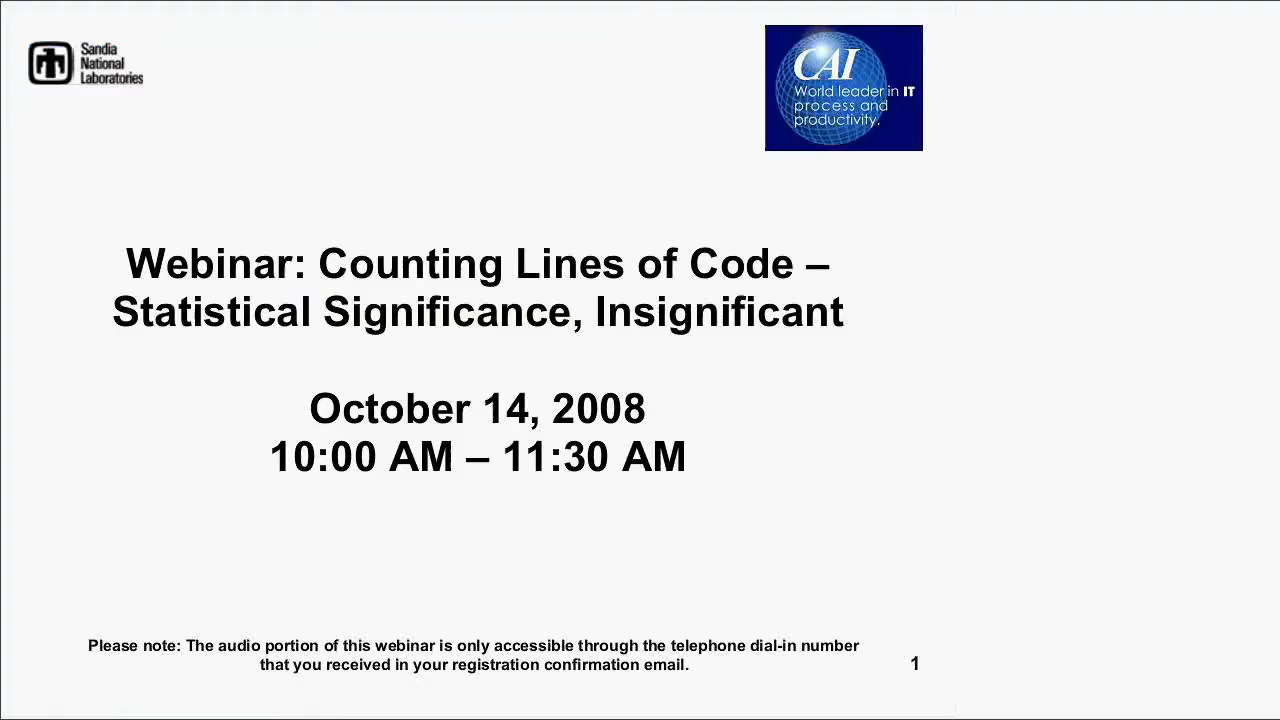 Sandia
National
Laboratories
CAI
World leader in IT
process and
productivity.
Webinar: Counting Lines of Code –
Statistical Significance, Insignificant
October 14, 2008
10:00 AM – 11:30 AM
Please note: The audio portion of this webinar is only accessible through the telephone dial-in number
that you received in your registration confirmation email.
1